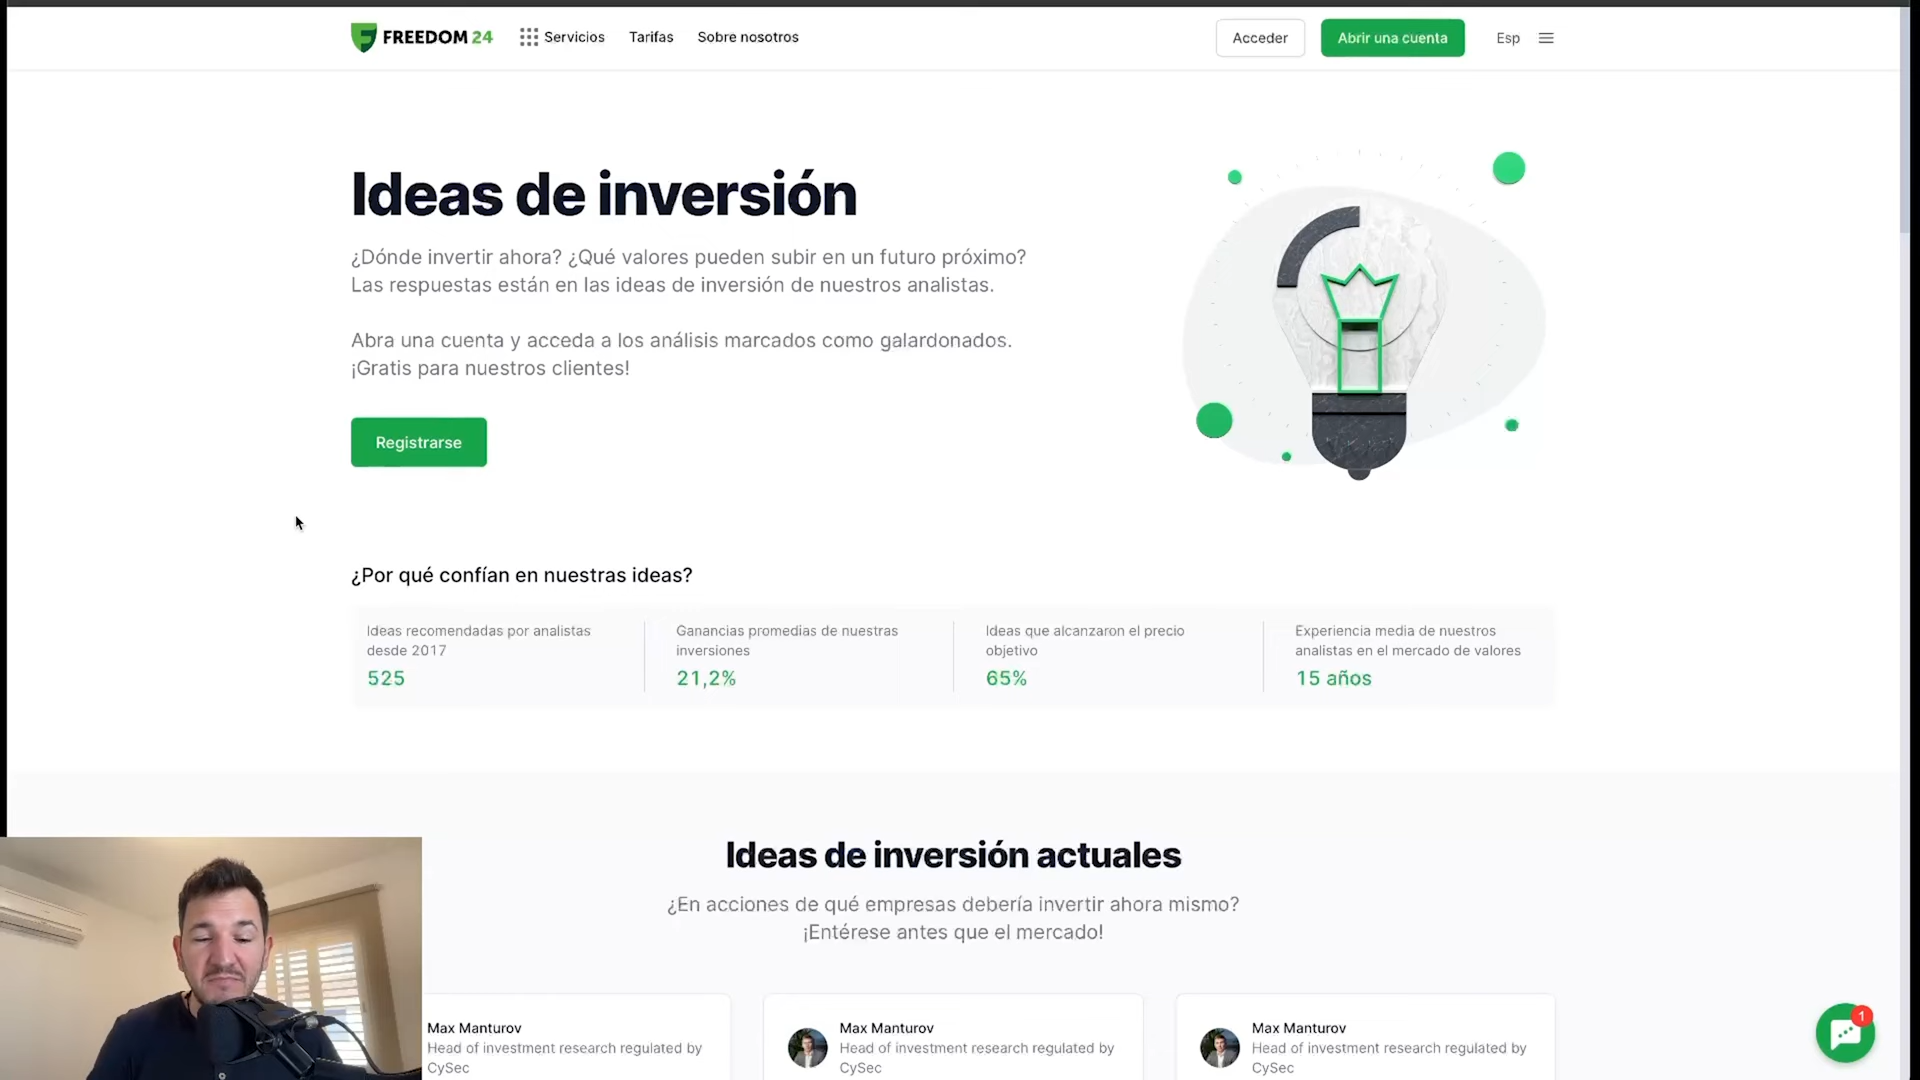 FREEDOM 24
Servicios
Tarifas
Sobre nosotros
Acceder
Abrir una cuenta
Esp
Ideas de inversión
¿Dónde invertir ahora? ¿Qué valores pueden subir en un futuro próximo?
Las respuestas están en las ideas de inversión de nuestros analistas.
Abra una cuenta y acceda a los análisis marcados como galardonados.
¡Gratis para nuestros clientes!
Registrarse
¿Por qué confían en nuestras ideas?
Ideas recomendadas por analistas
desde 2017
525
Ganancias promedias de nuestras
inversiones
21,2%
Ideas que alcanzaron el precio
objetivo
65%
Experiencia media de nuestros
analistas en el mercado de valores
15 años
Ideas de inversión actuales
¿En acciones de qué empresas debería invertir ahora mismo?
¡Entérese antes que el mercado!
Max Manturov
Head of investment research regulated by
CySec
Max Manturov
Head of investment research regulated by
CySec
Max Manturov
Head of investment research regulated by
CySec
1